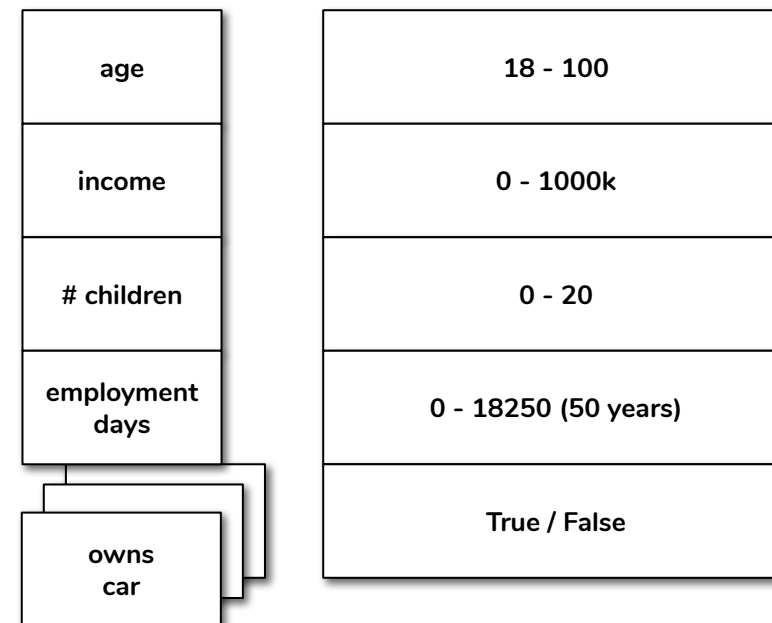 age
18 - 100
income
0 - 1000k
# children
0 - 20
employment
days
0 - 18250 (50 years)
True / False
owns
car